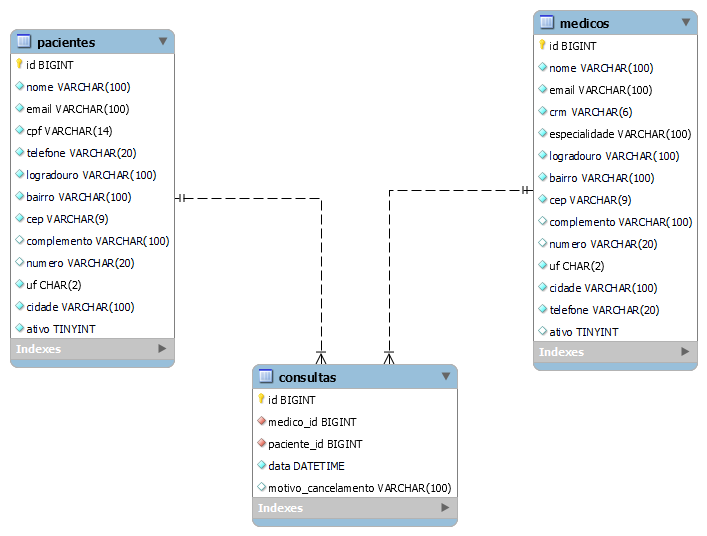 pacientes
id BIGINT
nome VARCHAR(100)
email VARCHAR(100)
cpf VARCHAR(14)
telefone VARCHAR(20)
logradouro VARCHAR(100)
bairro VARCHAR(100)
cep VARCHAR(9)
complemento VARCHAR(100)
numero VARCHAR(20)
uf CHAR(2)
cidade VARCHAR(100)
ativo TINYINT
Indexes
medicos
id BIGINT
nome VARCHAR(100)
email VARCHAR(100)
crm VARCHAR(6)
especialidade VARCHAR(100)
logradouro VARCHAR(100)
bairro VARCHAR(100)
cep VARCHAR(9)
complemento VARCHAR(100)
numero VARCHAR(20)
uf CHAR(2)
cidade VARCHAR(100)
telefone VARCHAR(20)
ativo TINYINT
Indexes
consultas
id BIGINT
medico_id BIGINT
paciente_id BIGINT
data DATETIME
motivo_cancelamento VARCHAR(100)
Indexes